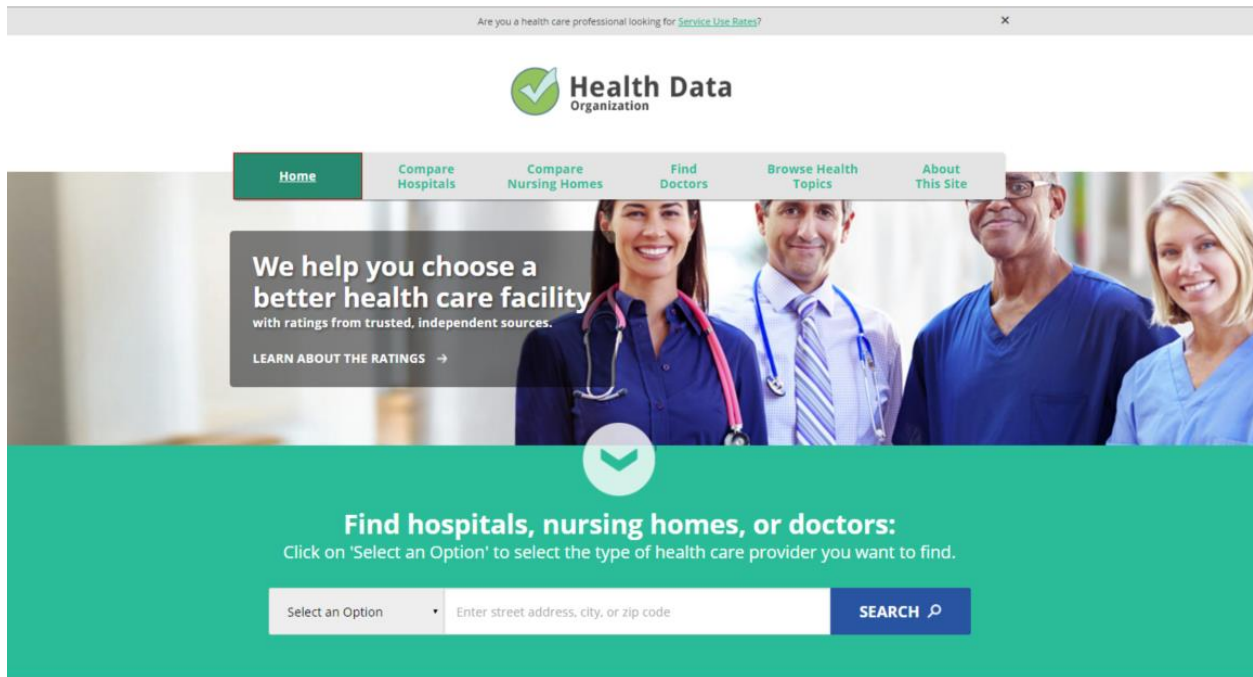 Are you a health care professional looking for Service Use Rates?
Health Data
Organization
Home
Compare
Hospitals
Compare
Nursing Homes
Find
Doctors
Browse Health
Topics
About
This Site
We help you choose a
better health care facility
with ratings from trusted, independent sources.
LEARN ABOUT THE RATINGS →
Find hospitals, nursing homes, or doctors:
Click on 'Select an Option' to select the type of health care provider you want to find.
Select an Option
Enter street address, city, or zip code
SEARCH